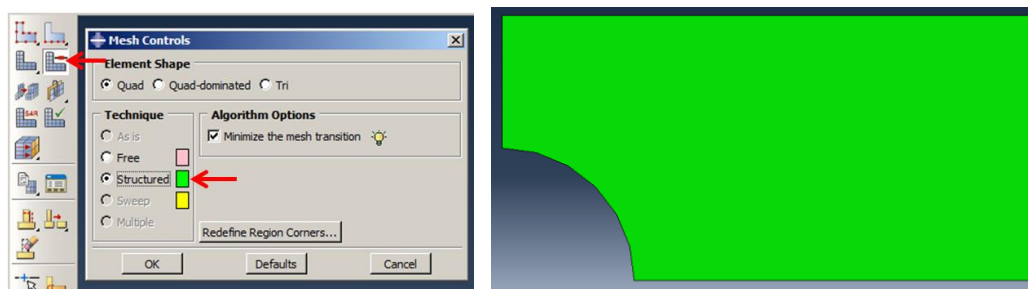 Mesh Controls
Element Shape
Quad Quad-dominated Tri
Technique
As is
Free
Structured
Sweep
Multiple
Algorithm Options
Minimize the mesh transition
Redefine Region Corners...
OK Defaults Cancel
S4R